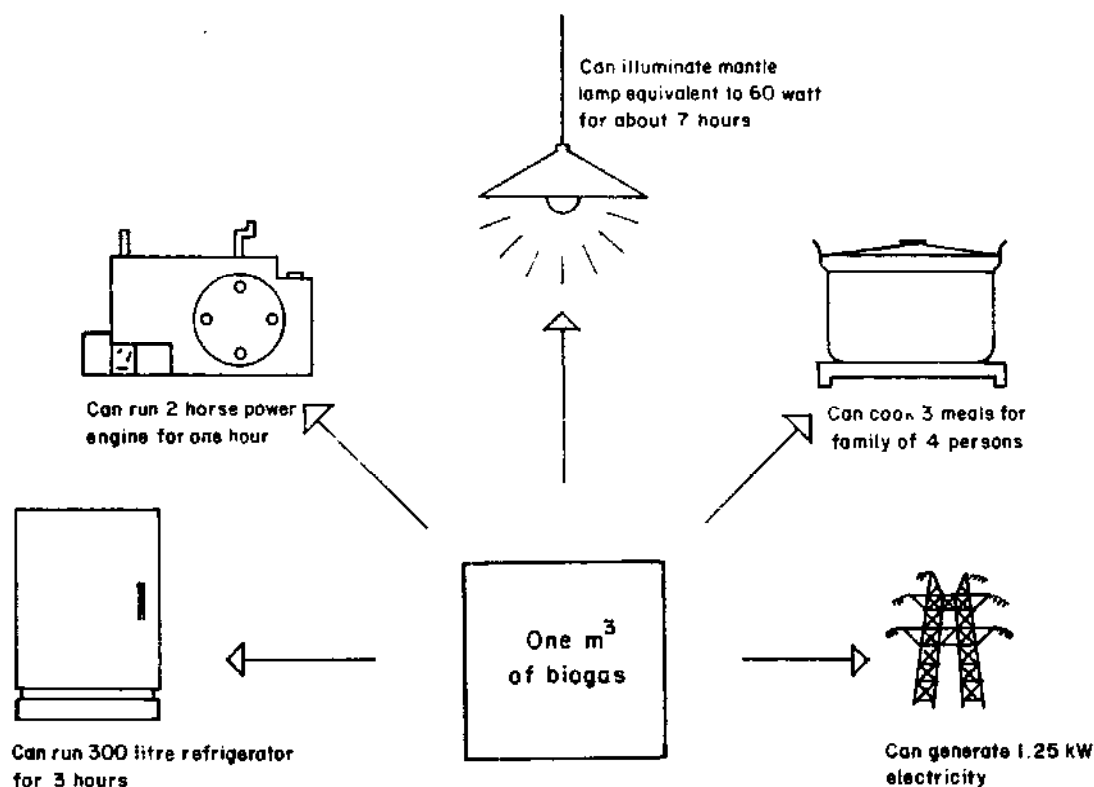 Can illuminate mantle
lamp equivalent to 60 watt
for about 7 hours
Can run 2 horse power
engine for one hour
Can cook 3 meals for
family of 4 persons
One m³
of biogas
Can run 300 litre refrigerator
for 3 hours
Can generate 1.25 kW
electricity